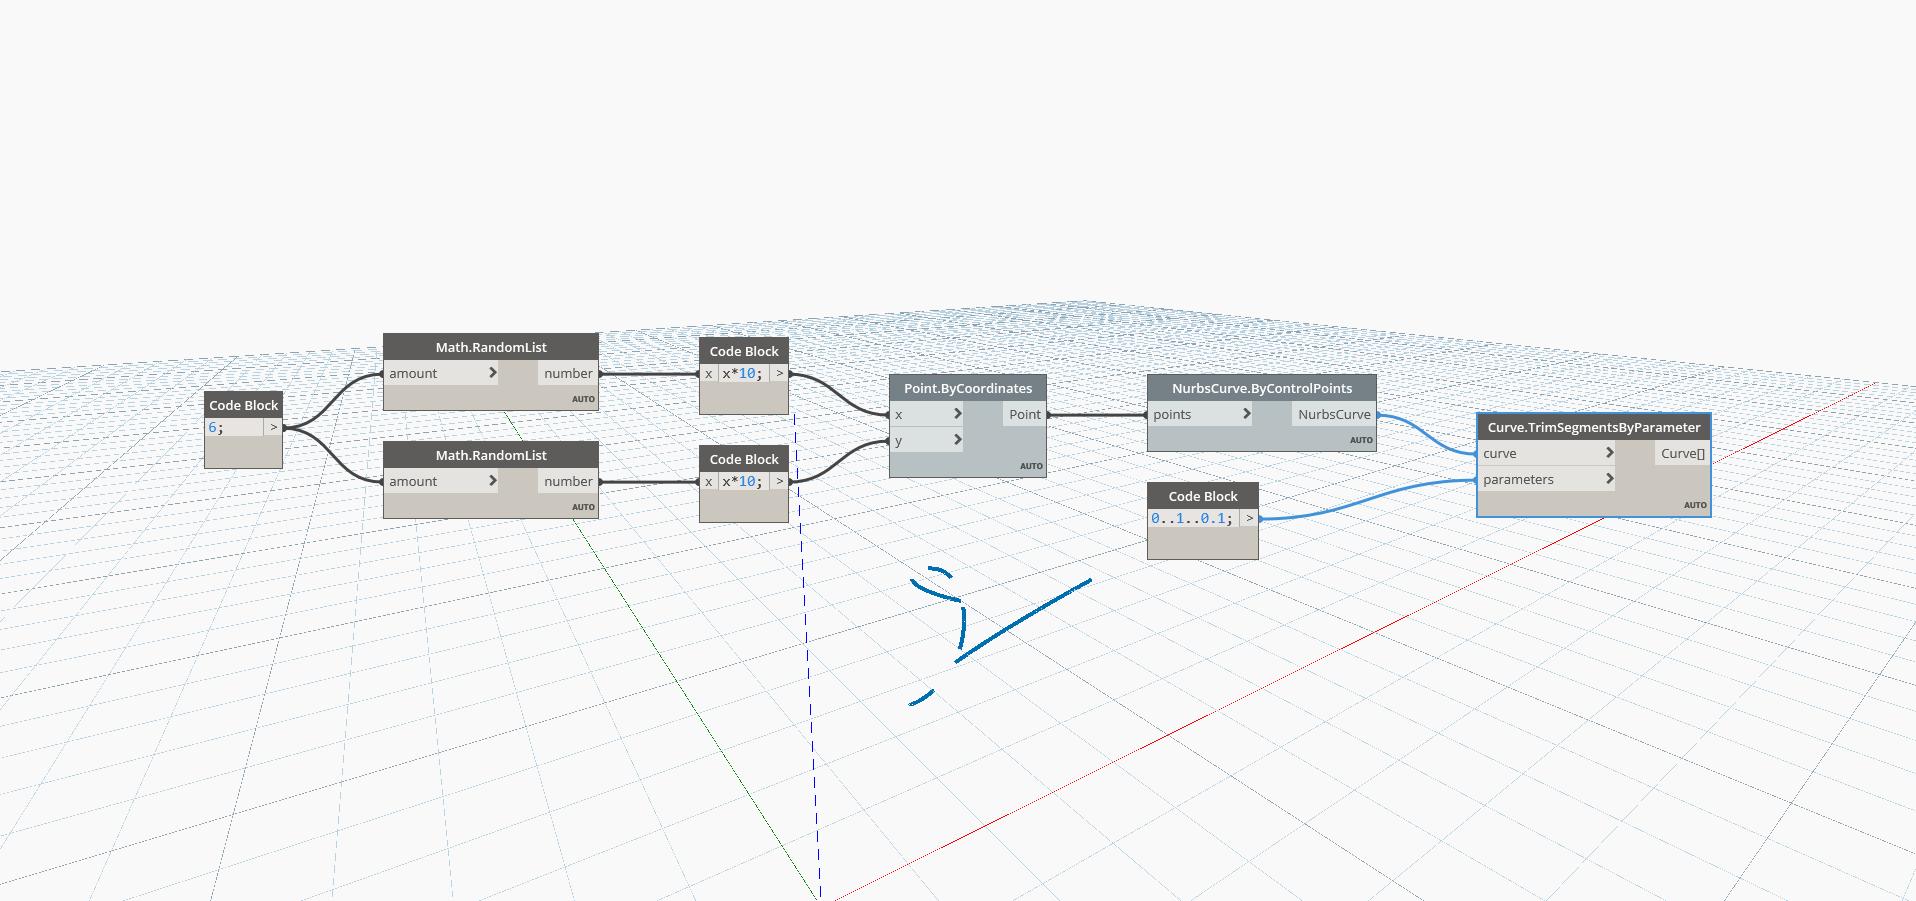 Code Block
6; >
Math.RandomList
amount > number
AUTO
Math.RandomList
amount > number
AUTO
Code Block
x x*10; >
Code Block
x x*10; >
Point.ByCoordinates
x > Point
y >
AUTO
NurbsCurve.ByControlPoints
points > NurbsCurve
AUTO
Code Block
0..1..0.1; >
Curve.TrimSegmentsByParameter
curve > Curve[]
parameters >
AUTO